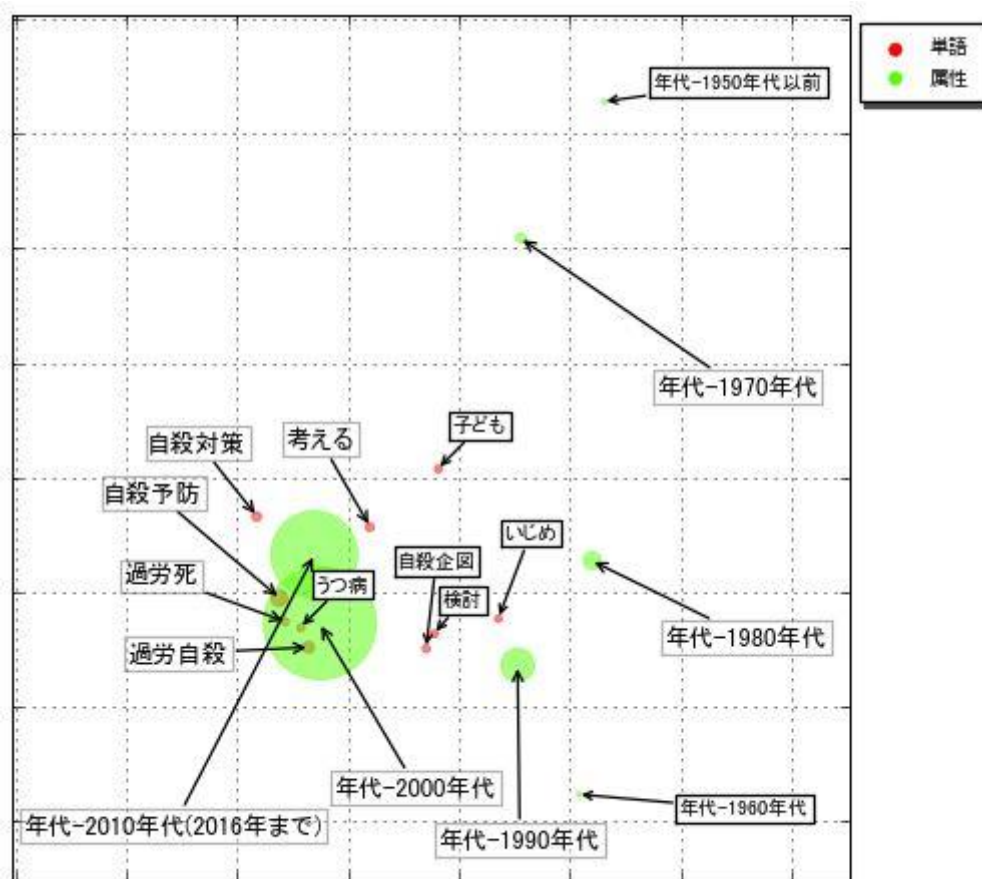 単語
属性
年代-1950年代以前
年代-1970年代
子ども
考える
自殺対策
自殺予防
いじめ
自殺企図
過労死
うつ病
検討
年代-1980年代
過労自殺
年代-2000年代
年代-1960年代
年代-2010年代(2016年まで)
年代-1990年代